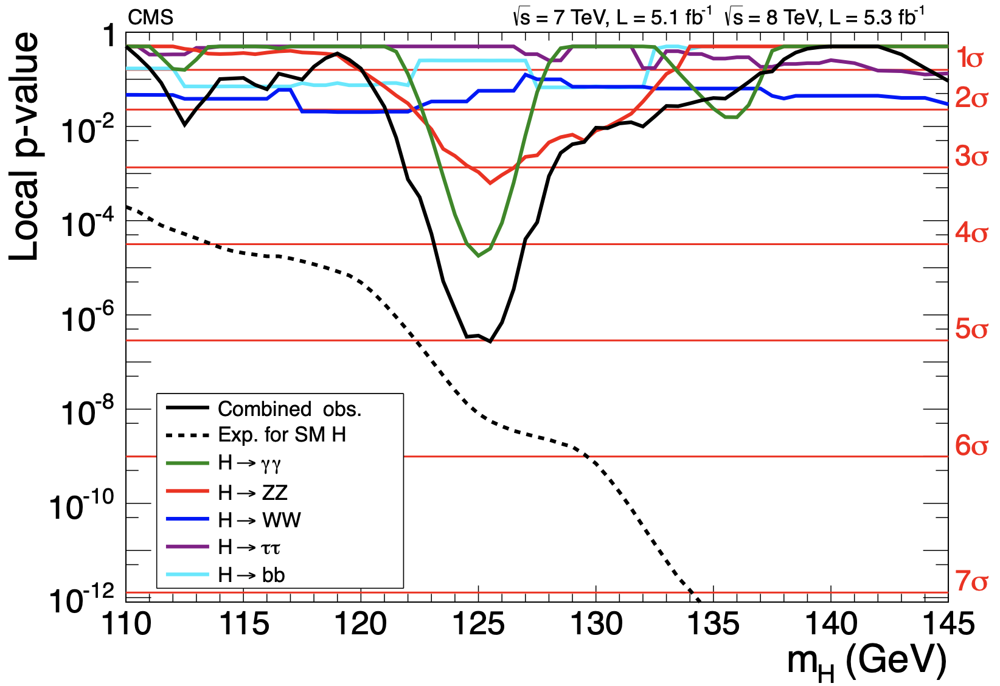 CMS √s = 7 TeV, L = 5.1 fb⁻¹ √s = 8 TeV, L = 5.3 fb⁻¹
Local p-value
1
10⁻²
10⁻⁴
10⁻⁶
10⁻⁸
10⁻¹⁰
10⁻¹²
1σ
2σ
3σ
4σ
5σ
6σ
7σ
Combined obs.
Exp. for SM H
H → γγ
H → ZZ
H → WW
H → ττ
H → bb
110 115 120 125 130 135 140 145
m_H (GeV)